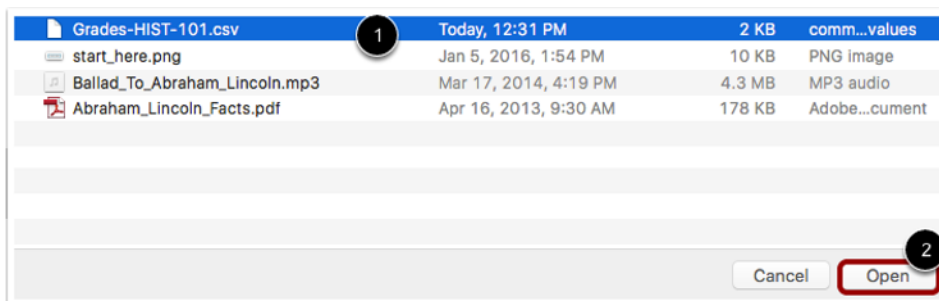 Grades-HIST-101.csv 1 Today, 12:31 PM 2 KB comm...values
start_here.png Jan 5, 2016, 1:54 PM 10 KB PNG image
Ballad_To_Abraham_Lincoln.mp3 Mar 17, 2014, 4:19 PM 4.3 MB MP3 audio
Abraham_Lincoln_Facts.pdf Apr 16, 2013, 9:30 AM 178 KB Adobe...cument
2
Cancel Open